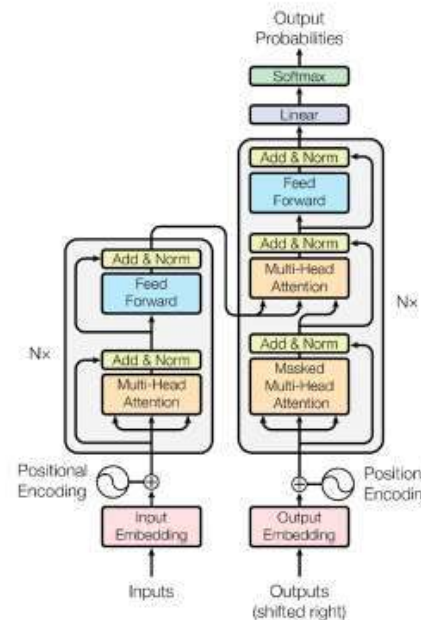 Output
Probabilities
Softmax
Linear
Add & Norm
Feed
Forward
Add & Norm
Multi-Head
Attention
Nx
Add & Norm
Masked
Multi-Head
Attention
Add & Norm
Feed
Forward
Nx
Add & Norm
Multi-Head
Attention
Positional
Encoding
Position
Encodin
Input
Embedding
Output
Embedding
Inputs
Outputs
(shifted right)